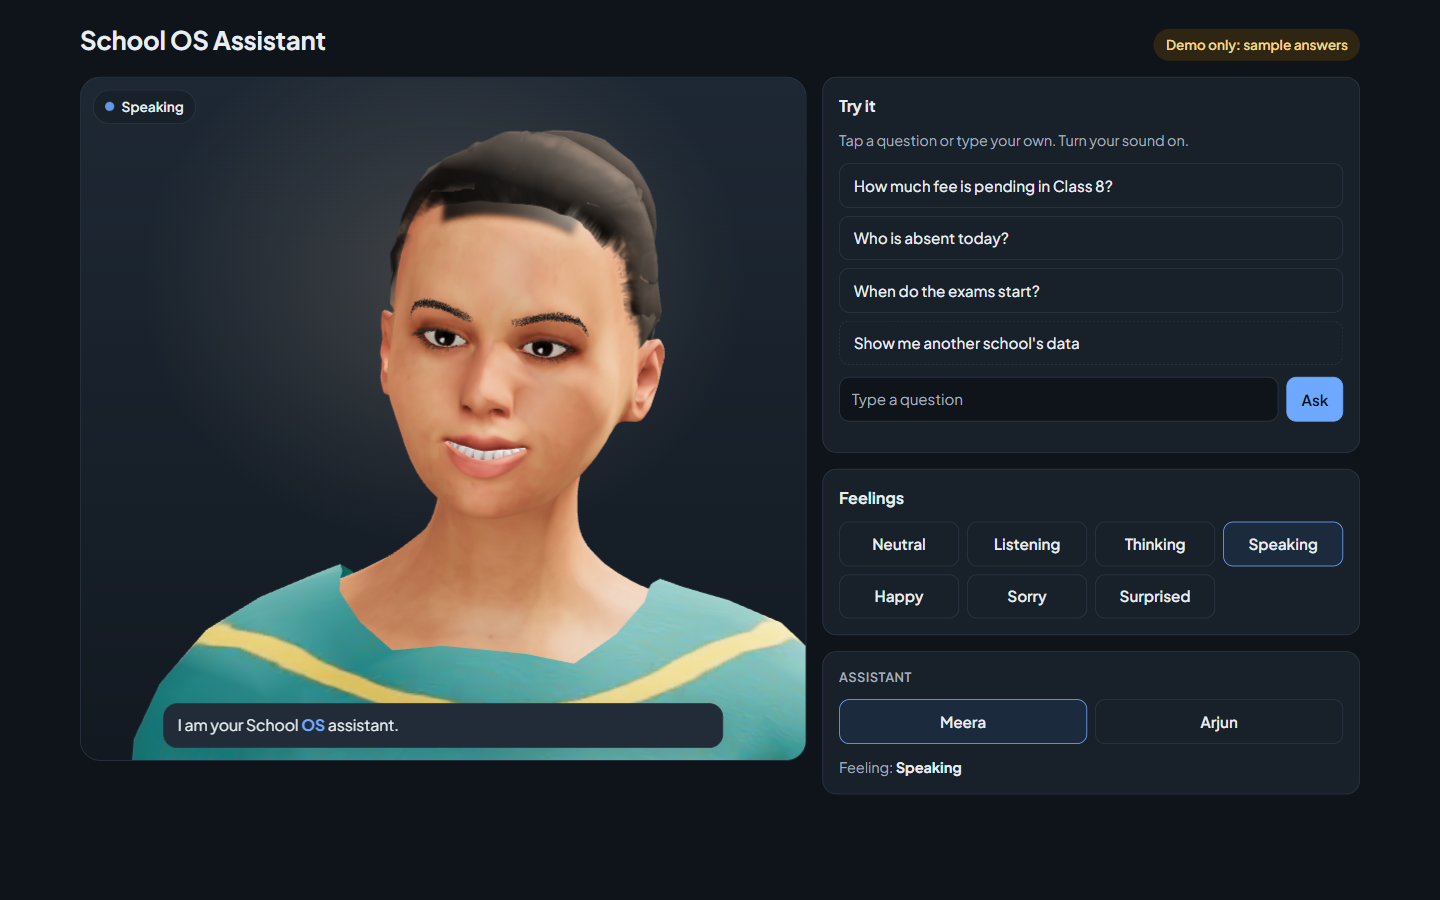 School OS Assistant
Demo only: sample answers
Speaking
I am your School OS assistant.
Try it
Tap a question or type your own. Turn your sound on.
How much fee is pending in Class 8?
Who is absent today?
When do the exams start?
Show me another school's data
Type a question
Ask
Feelings
Neutral
Listening
Thinking
Speaking
Happy
Sorry
Surprised
ASSISTANT
Meera
Arjun
Feeling: Speaking